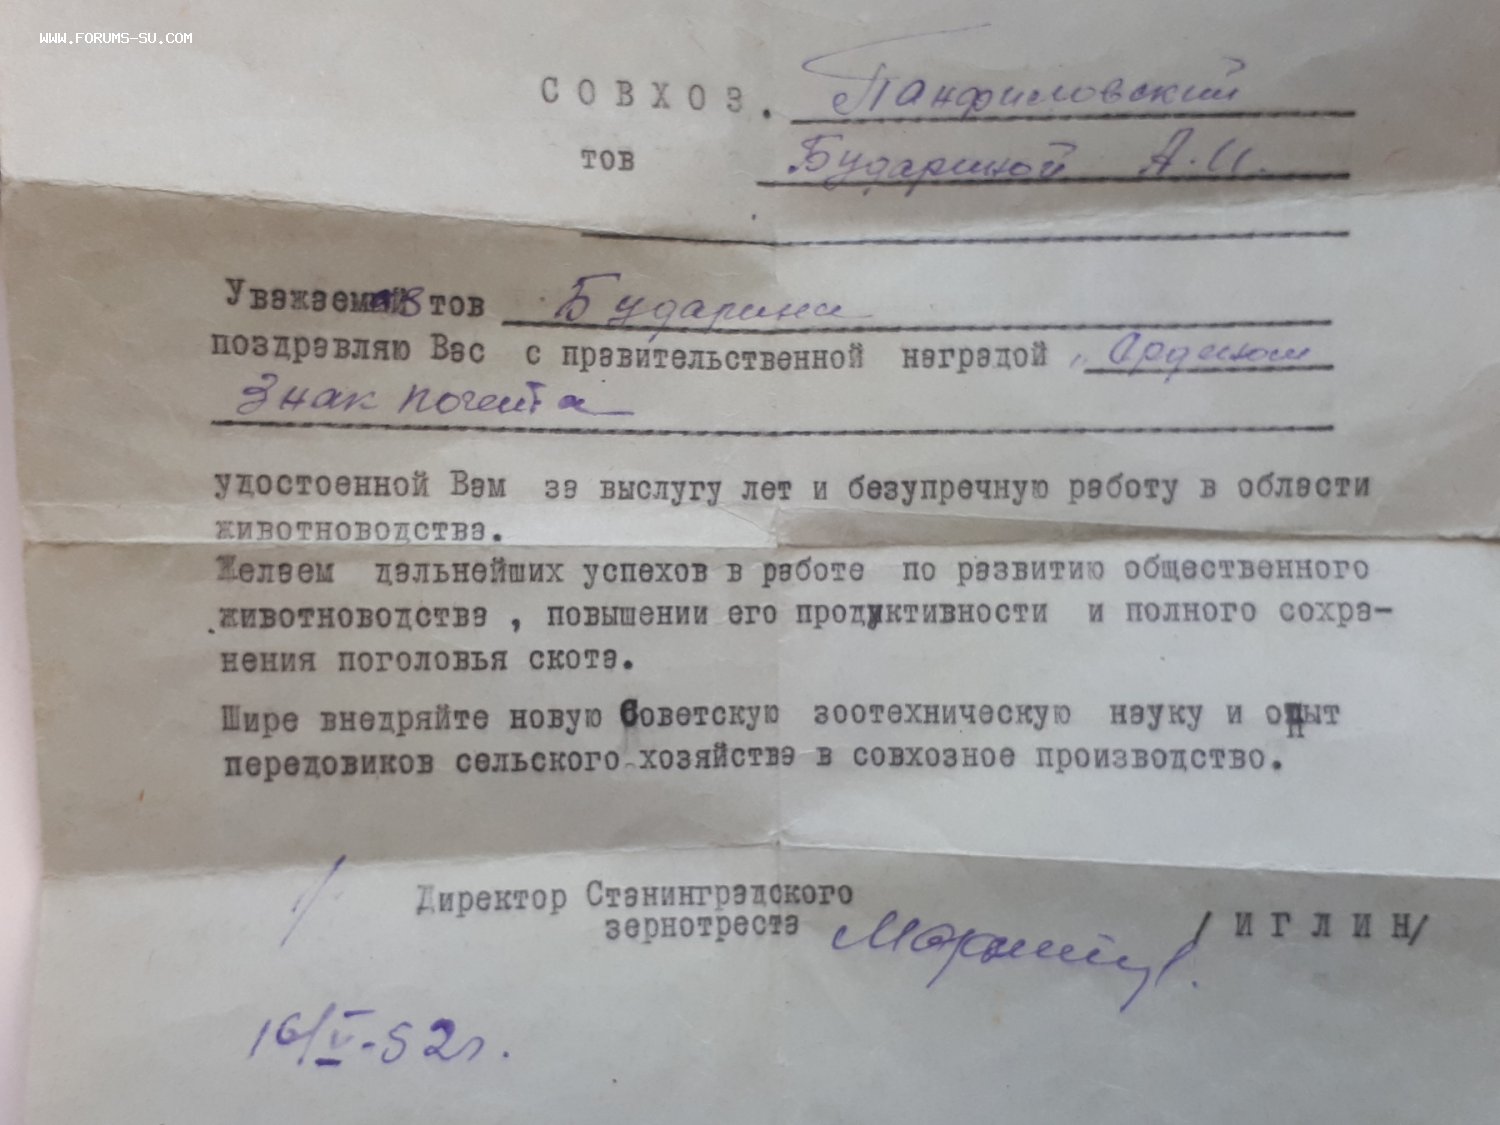 WWW.FORUMS-SU.COM
СОВХОЗ. Панфиловский
тов Будариной А.И.
Уважаем тов Бударина
поздравляю Вас с правительственной наградой, Орденом
Знак почета
удостоенной Вам за выслугу лет и безупречную работу в области
животноводства.
Желаем дальнейших успехов в работе по развитию общественного
животноводства , повышении его продуктивности и полного сохра-
нения поголовья скота.
Шире внедряйте новую Советскую зоотехническую науку и опыт
передовиков сельского хозяйства в совхозное производство.
Директор Станинградского
зернотреста /ИГЛИН/
16/V-52г.